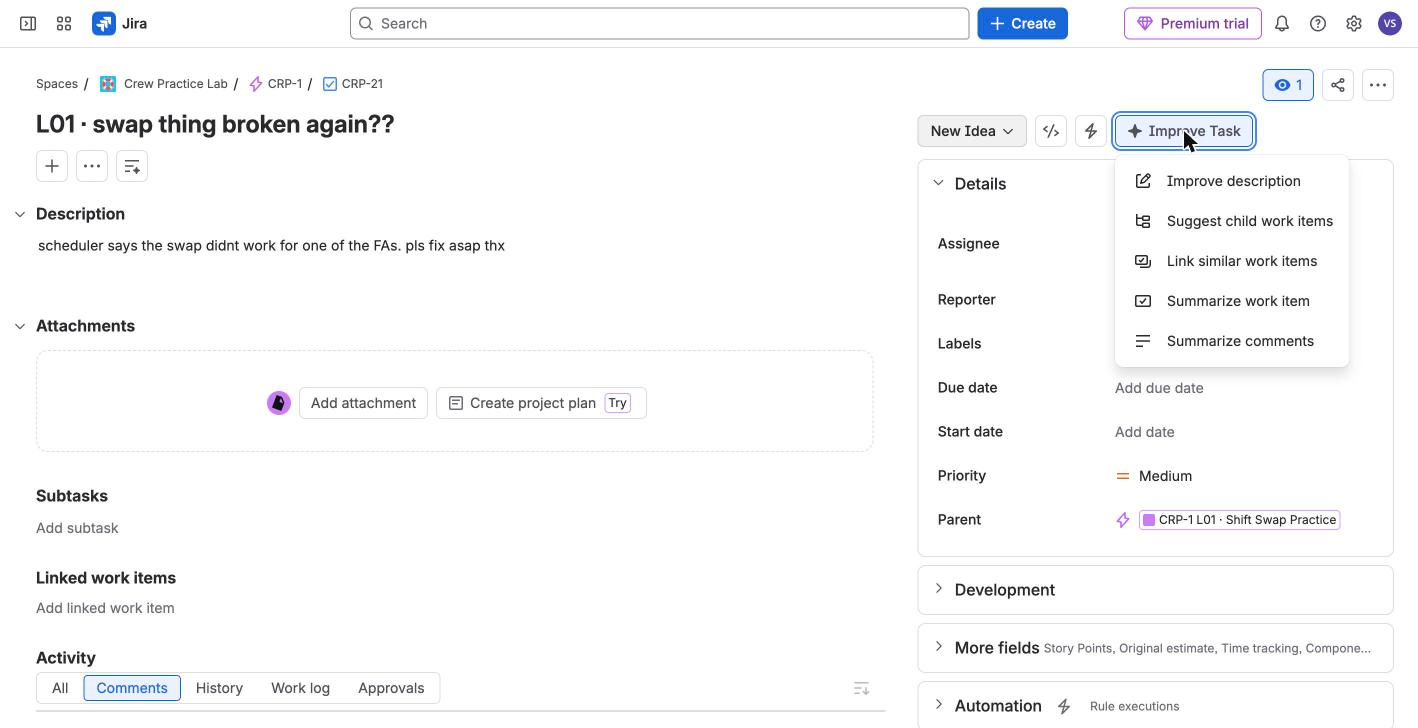 Jira
Search
Create
Premium trial
VS
Spaces / Crew Practice Lab / CRP-1 / CRP-21
1
L01 · swap thing broken again??
New Idea
Improve Task
Improve description
Suggest child work items
Link similar work items
Summarize work item
Summarize comments
Description
scheduler says the swap didnt work for one of the FAs. pls fix asap thx
Attachments
Add attachment
Create project plan Try
Subtasks
Add subtask
Linked work items
Add linked work item
Activity
All Comments History Work log Approvals
Details
Assignee
Reporter
Labels
Due date Add due date
Start date Add date
Priority Medium
Parent CRP-1 L01 · Shift Swap Practice
Development
More fields Story Points, Original estimate, Time tracking, Compone...
Automation Rule executions